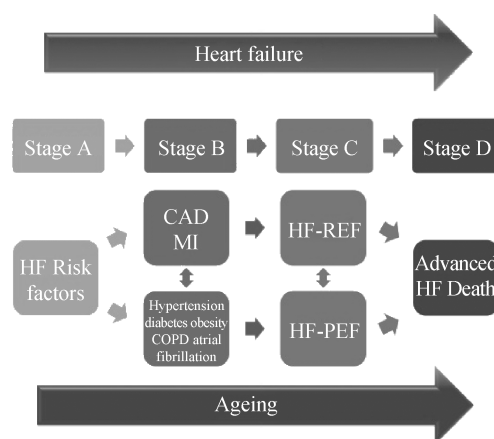 Heart failure
Stage A
Stage B
Stage C
Stage D
CAD
MI
HF-REF
HF Risk
factors
Advanced
HF Death
Hypertension
diabetes obesity
COPD atrial
fibrillation
HF-PEF
Ageing